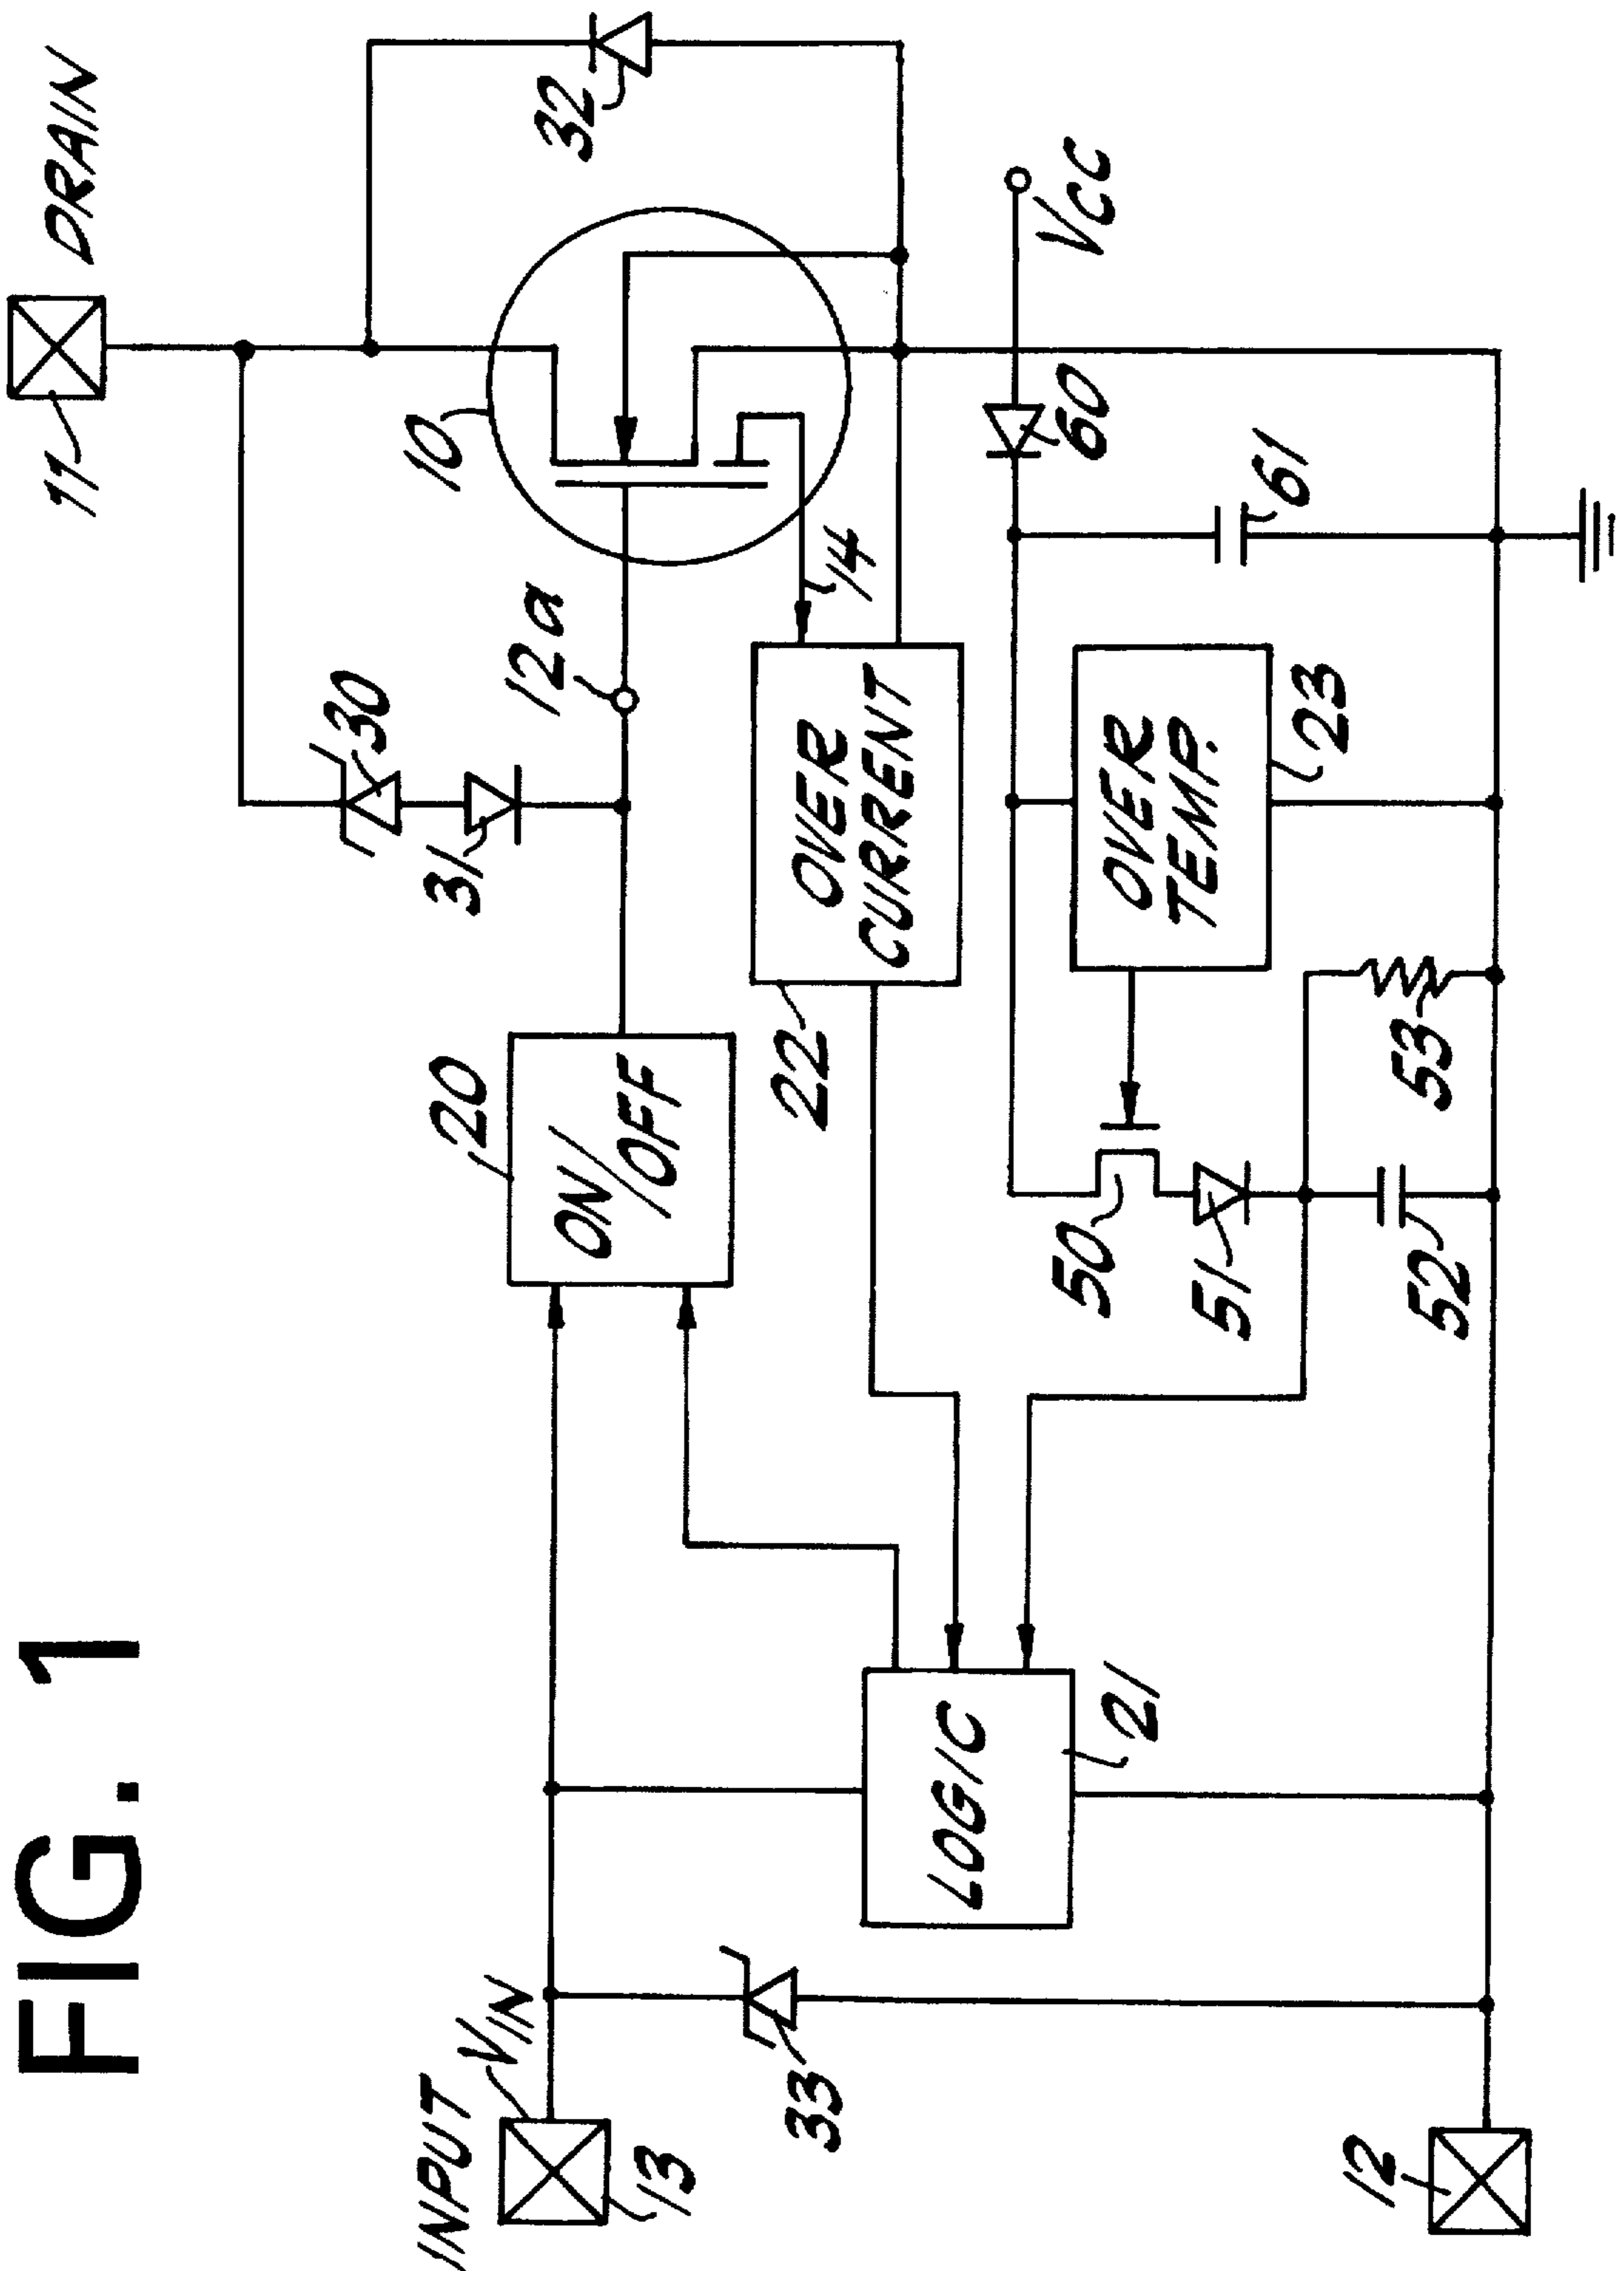 FIG. 1
11
DRAIN
32
10
30
31
12a
20
ON/
OFF
14
OVER
CURRENT
22
VCC
60
61
INPUT
VIN
13
33
LOGIC
21
OVER
TEMP.
23
50
51
52
53
12